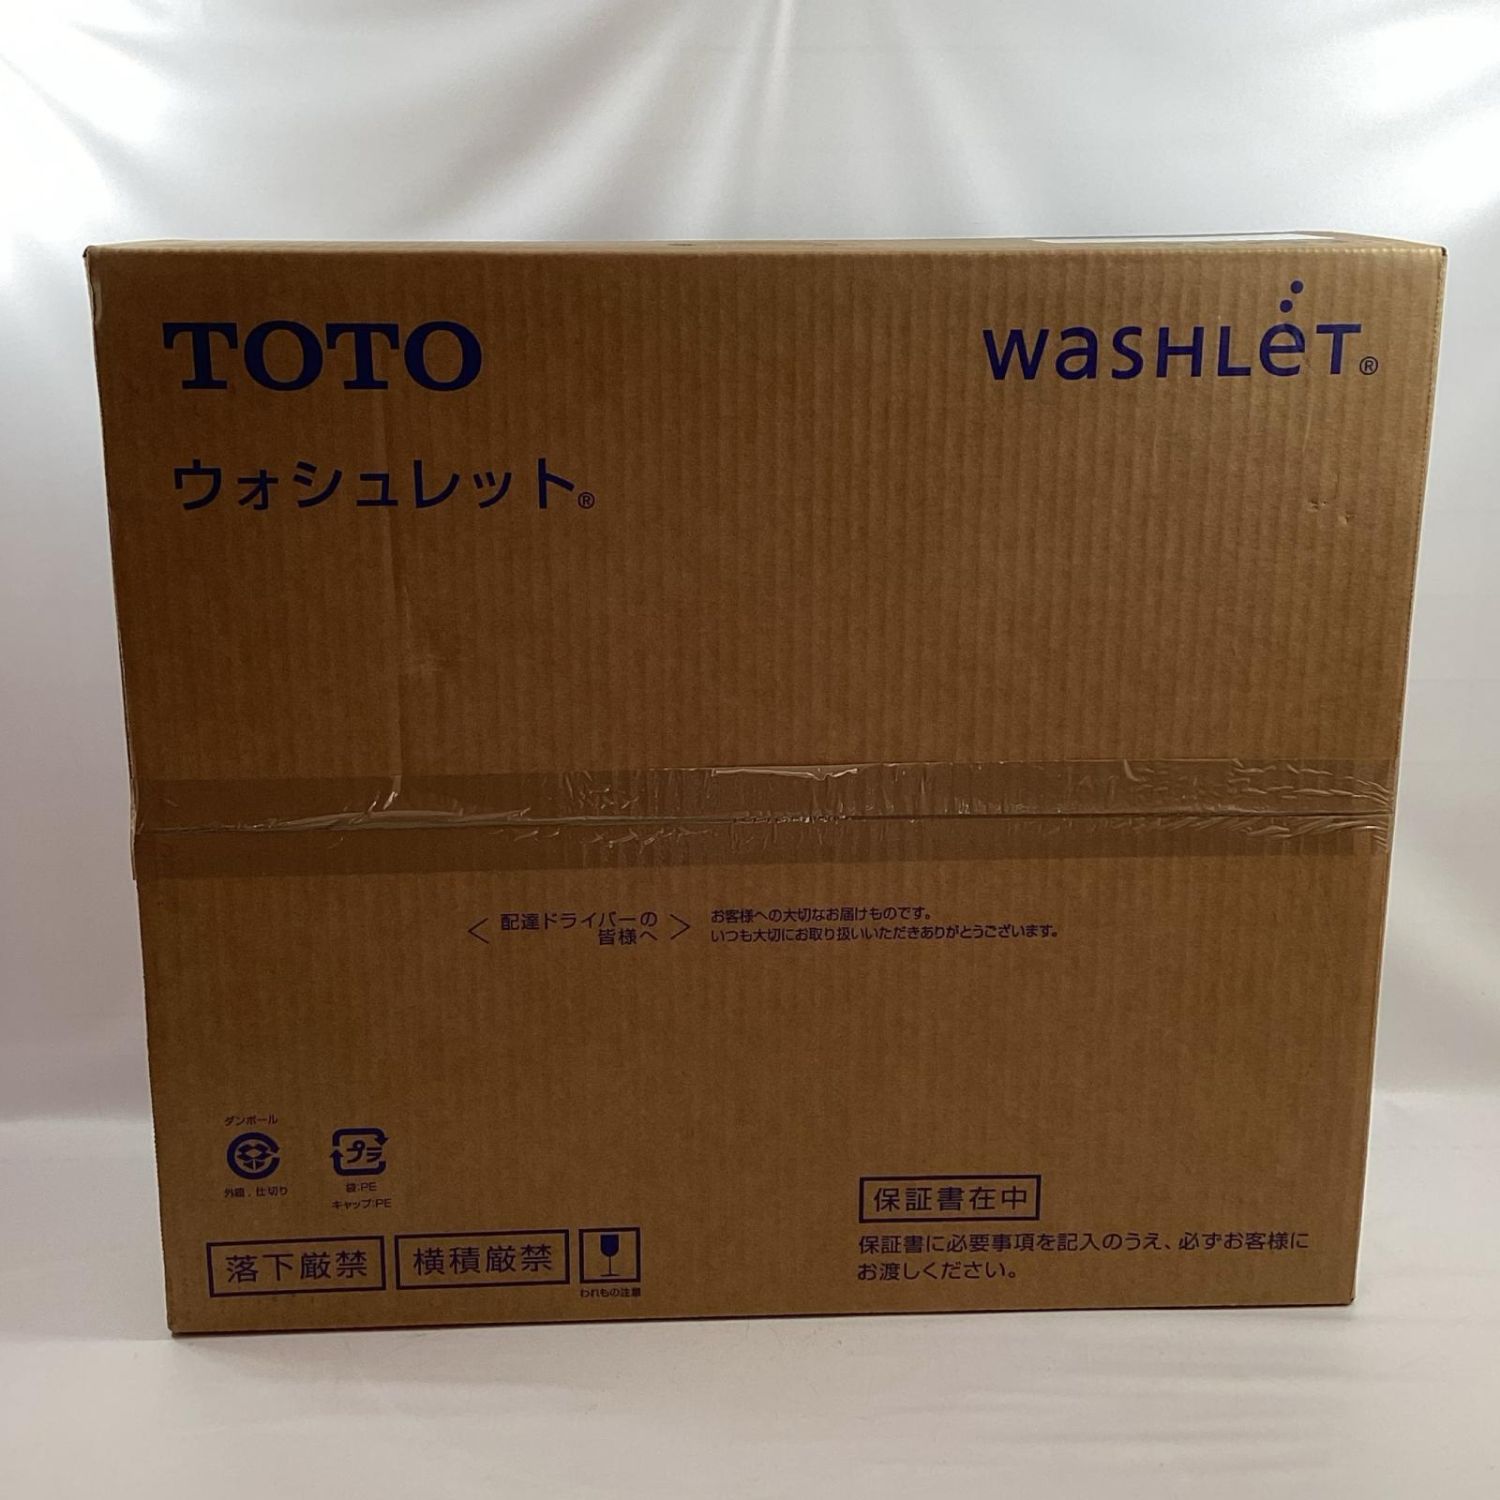 TOTO
WASHLET®
ウォシュレット®
< 配達ドライバーの
皆様へ >
お客様への大切なお届けものです。
いつも大切にお取り扱いいただきありがとうございます。
ダンボール
外箱，仕切り
プラ
袋:PE
キャップ:PE
落下厳禁
横積厳禁
われもの注意
保証書在中
保証書に必要事項を記入のうえ、必ずお客様に
お渡しください。